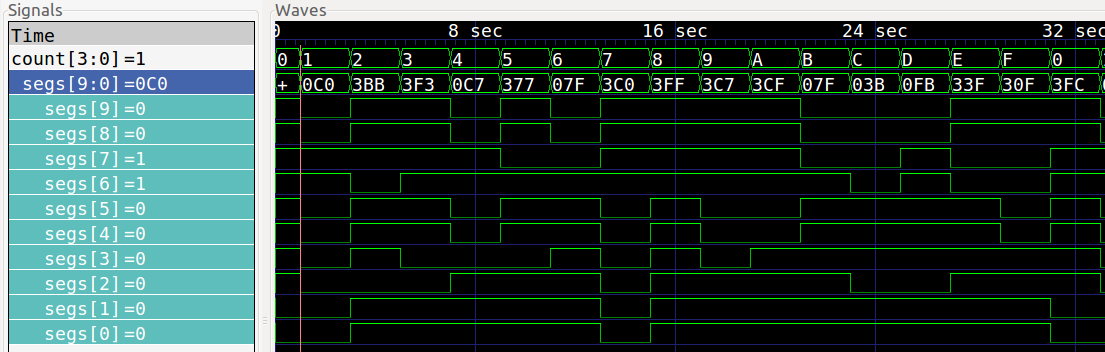 Signals
Waves
Time
0 8 sec 16 sec 24 sec 32 sec
count[3:0]=1
0 1 2 3 4 5 6 7 8 9 A B C D E F 0
segs[9:0]=0C0
+ 0C0 3BB 3F3 0C7 377 07F 3C0 3FF 3C7 3CF 07F 03B 0FB 33F 30F 3FC
segs[9]=0
segs[8]=0
segs[7]=1
segs[6]=1
segs[5]=0
segs[4]=0
segs[3]=0
segs[2]=0
segs[1]=0
segs[0]=0